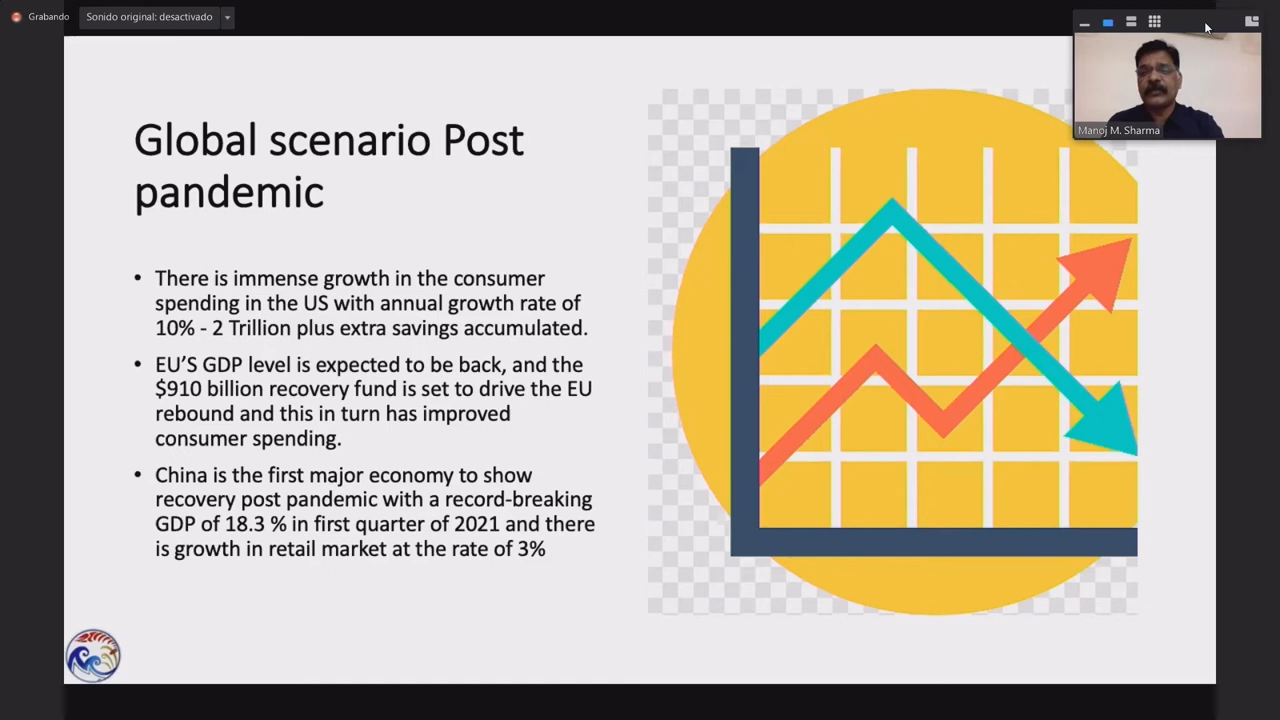 Grabando
Sonido original: desactivado
Manoj M. Sharma
Global scenario Post
pandemic
• There is immense growth in the consumer
spending in the US with annual growth rate of
10% - 2 Trillion plus extra savings accumulated.
• EU’S GDP level is expected to be back, and the
$910 billion recovery fund is set to drive the EU
rebound and this in turn has improved
consumer spending.
• China is the first major economy to show
recovery post pandemic with a record-breaking
GDP of 18.3 % in first quarter of 2021 and there
is growth in retail market at the rate of 3%